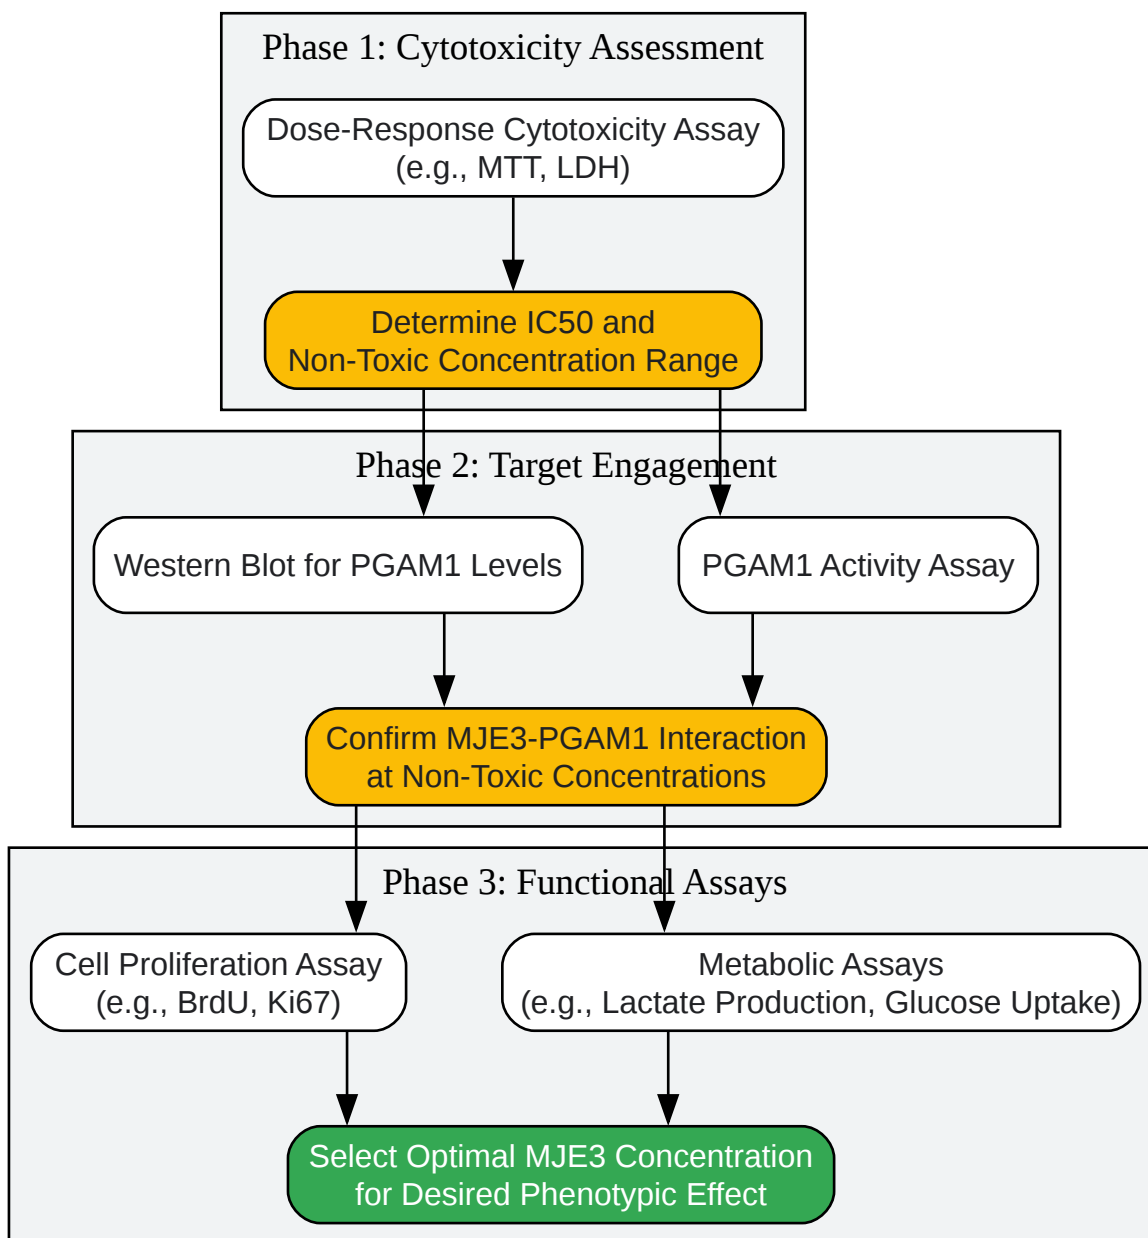 Phase 1: Cytotoxicity Assessment
Dose-Response Cytotoxicity Assay
(e.g., MTT, LDH)
Determine IC50 and
Non-Toxic Concentration Range
Phase 2: Target Engagement
Western Blot for PGAM1 Levels
PGAM1 Activity Assay
Confirm MJE3-PGAM1 Interaction
at Non-Toxic Concentrations
Phase 3: Functional Assays
Cell Proliferation Assay
(e.g., BrdU, Ki67)
Metabolic Assays
(e.g., Lactate Production, Glucose Uptake)
Select Optimal MJE3 Concentration
for Desired Phenotypic Effect